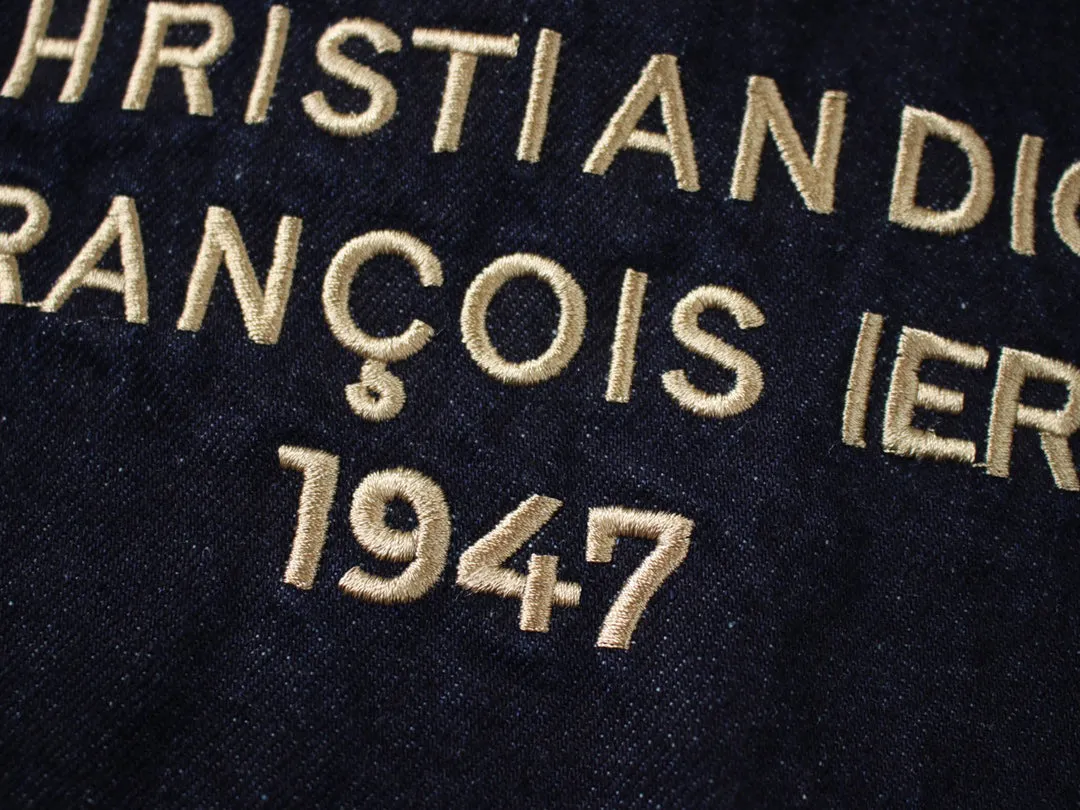 HRISTIAN DIO
RANÇOIS IER
1947